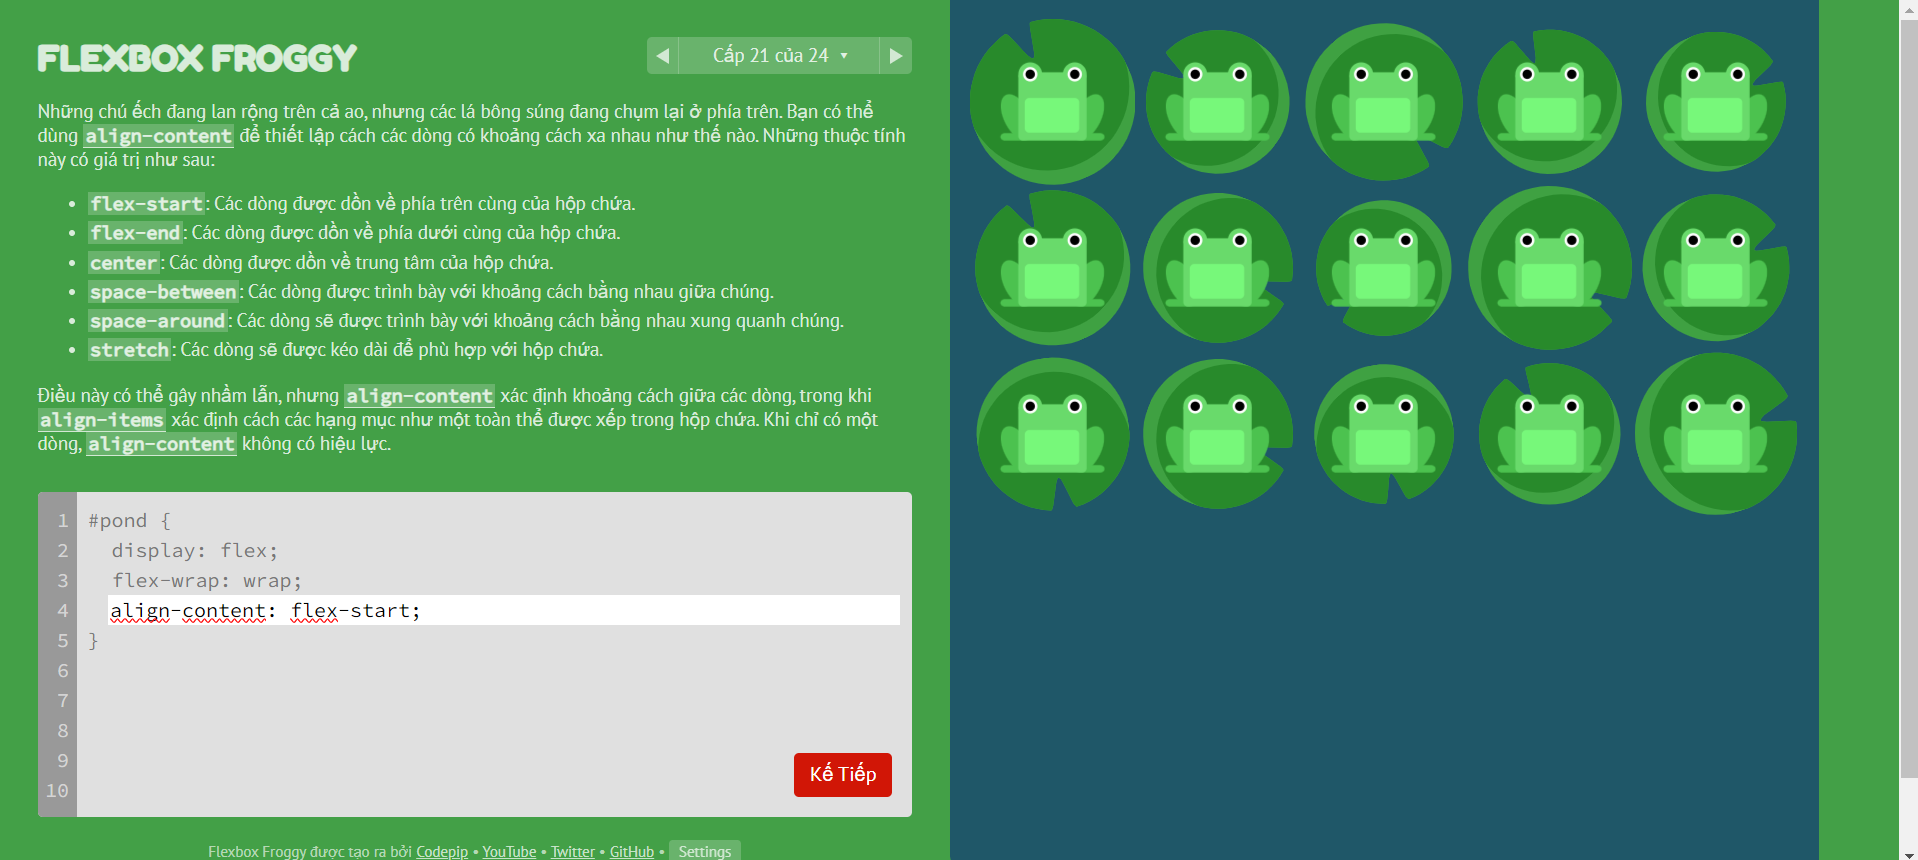 FLEXBOX FROGGY
Cấp 21 của 24
Những chú ếch đang lan rộng trên cả ao, nhưng các lá bông súng đang chụm lại ở phía trên. Bạn có thể
dùng align-content để thiết lập cách các dòng có khoảng cách xa nhau như thế nào. Những thuộc tính
này có giá trị như sau:
• flex-start: Các dòng được dồn về phía trên cùng của hộp chứa.
• flex-end: Các dòng được dồn về phía dưới cùng của hộp chứa.
• center: Các dòng được dồn về trung tâm của hộp chứa.
• space-between: Các dòng được trình bày với khoảng cách bằng nhau giữa chúng.
• space-around: Các dòng sẽ được trình bày với khoảng cách bằng nhau xung quanh chúng.
• stretch: Các dòng sẽ được kéo dài để phù hợp với hộp chứa.
Điều này có thể gây nhầm lẫn, nhưng align-content xác định khoảng cách giữa các dòng, trong khi
align-items xác định cách các hạng mục như một toàn thể được xếp trong hộp chứa. Khi chỉ có một
dòng, align-content không có hiệu lực.
1 #pond {
2 display: flex;
3 flex-wrap: wrap;
4 align-content: flex-start;
5 }
6
7
8
9
10
Kế Tiếp
Flexbox Froggy được tạo ra bởi Codepip • YouTube • Twitter • GitHub • Settings